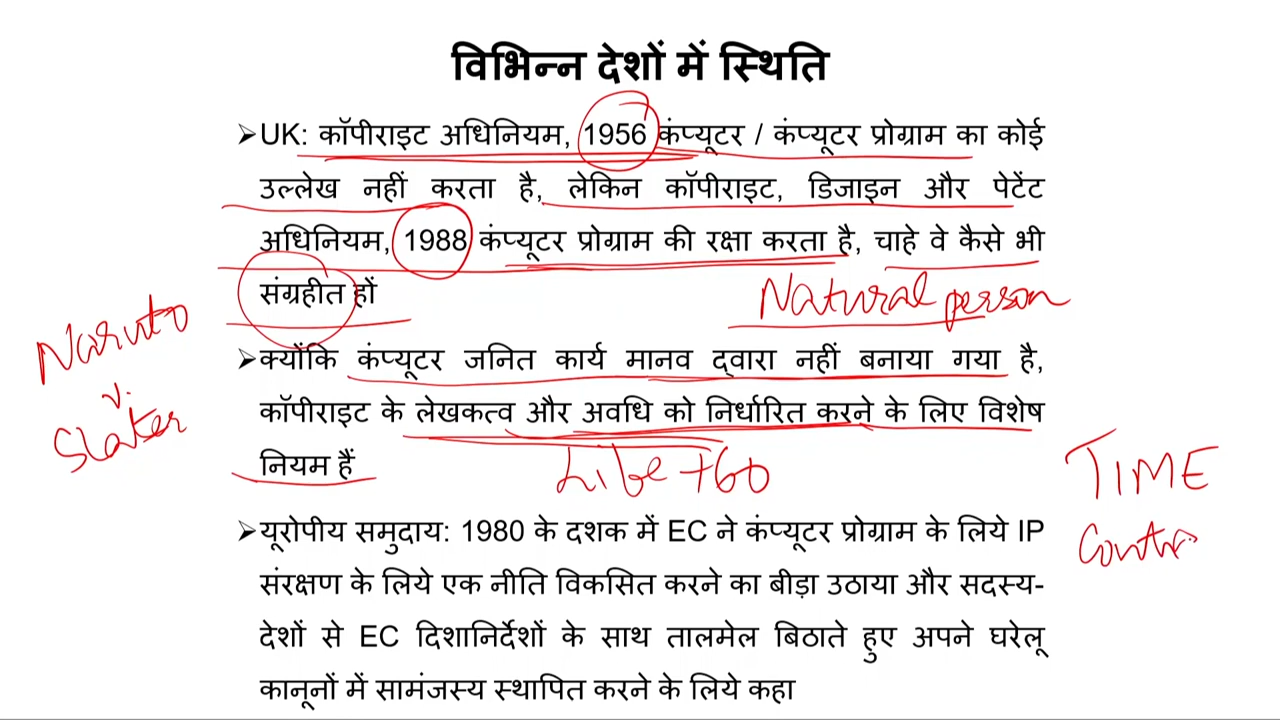 विभिन्न देशों में स्थिति
➢UK: कॉपीराइट अधिनियम, 1956 कंप्यूटर / कंप्यूटर प्रोग्राम का कोई
उल्लेख नहीं करता है, लेकिन कॉपीराइट, डिजाइन और पेटेंट
अधिनियम, 1988 कंप्यूटर प्रोग्राम की रक्षा करता है, चाहे वे कैसे भी
संग्रहीत हों
Natural person
Naruto
v.
Slater
➢क्योंकि कंप्यूटर जनित कार्य मानव द्वारा नहीं बनाया गया है,
कॉपीराइट के लेखकत्व और अवधि को निर्धारित करने के लिए विशेष
नियम हैं
Life +60
TIME
Contr
➢यूरोपीय समुदाय: 1980 के दशक में EC ने कंप्यूटर प्रोग्राम के लिये IP
संरक्षण के लिये एक नीति विकसित करने का बीड़ा उठाया और सदस्य-
देशों से EC दिशानिर्देशों के साथ तालमेल बिठाते हुए अपने घरेलू
कानूनों में सामंजस्य स्थापित करने के लिये कहा